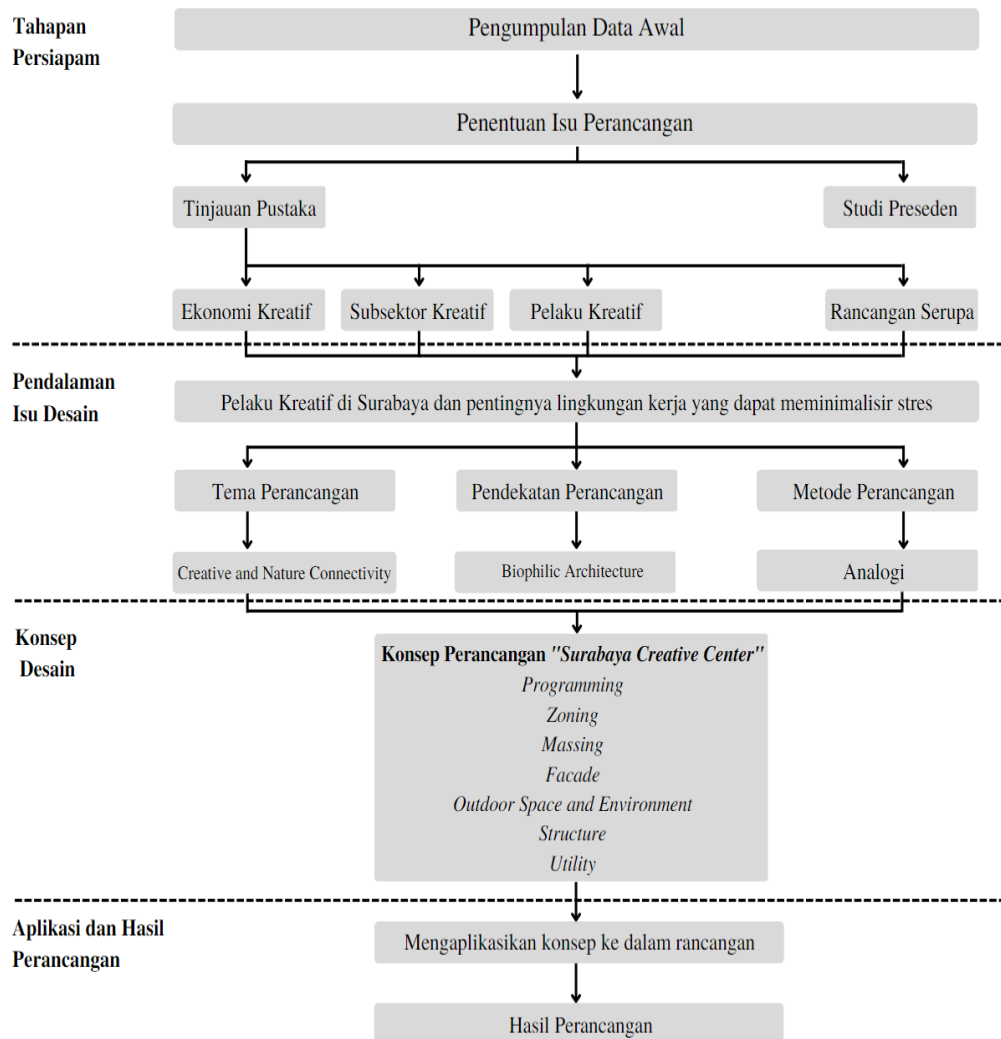 Tahapan
Persiapam
Pengumpulan Data Awal
Penentuan Isu Perancangan
Tinjauan Pustaka
Studi Preseden
Ekonomi Kreatif
Subsektor Kreatif
Pelaku Kreatif
Rancangan Serupa
Pendalaman
Isu Desain
Pelaku Kreatif di Surabaya dan pentingnya lingkungan kerja yang dapat meminimalisir stres
Tema Perancangan
Pendekatan Perancangan
Metode Perancangan
Creative and Nature Connectivity
Biophilic Architecture
Analogi
Konsep
Desain
Konsep Perancangan "Surabaya Creative Center"
Programming
Zoning
Massing
Facade
Outdoor Space and Environment
Structure
Utility
Aplikasi dan Hasil
Perancangan
Mengaplikasikan konsep ke dalam rancangan
Hasil Perancangan